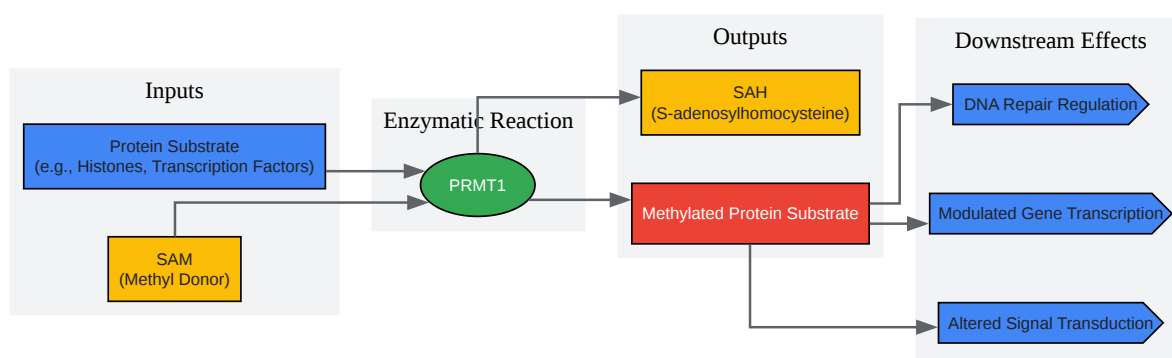 Inputs
Protein Substrate
(e.g., Histones, Transcription Factors)
SAM
(Methyl Donor)
Enzymatic Reaction
PRMT1
Outputs
SAH
(S-adenosylhomocysteine)
Methylated Protein Substrate
Downstream Effects
DNA Repair Regulation
Modulated Gene Transcription
Altered Signal Transduction